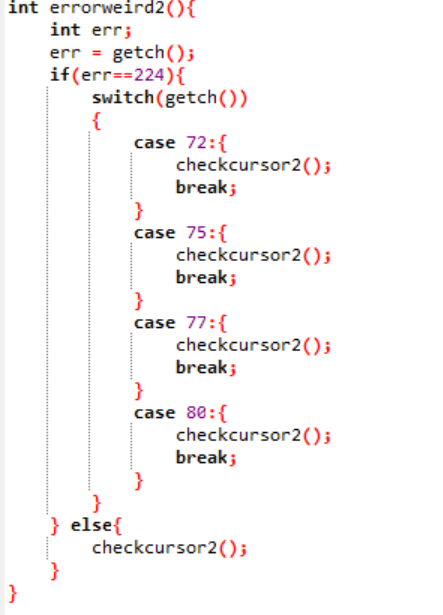 int errorweird2(){
    int err;
    err = getch();
    if(err==224){
        switch(getch())
        {
            case 72:{
                checkcursor2();
                break;
            }
            case 75:{
                checkcursor2();
                break;
            }
            case 77:{
                checkcursor2();
                break;
            }
            case 80:{
                checkcursor2();
                break;
            }
        }
    } else{
        checkcursor2();
    }
}